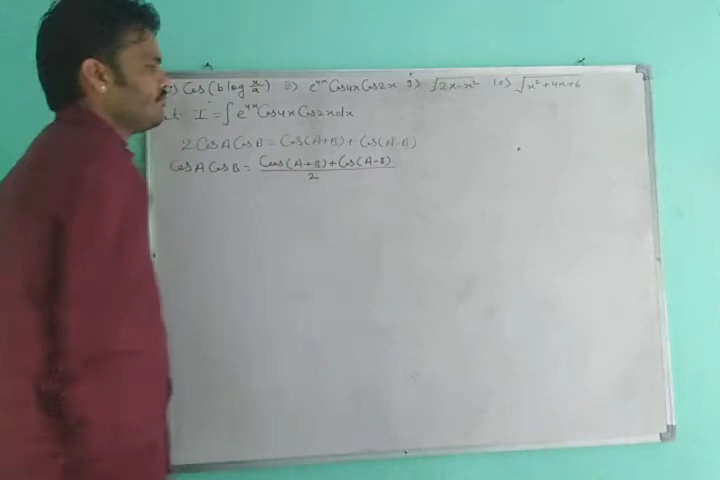 Cos(b log x/a) 8) e^4x Cos4x Cos2x 9) √2x-x² 10) √x²+4x+6
I = ∫ e^4x Cos4x Cos2x dx
2 Cos A Cos B = Cos(A+B) + Cos(A-B)
Cos A Cos B = Cos(A+B) + Cos(A-B) / 2